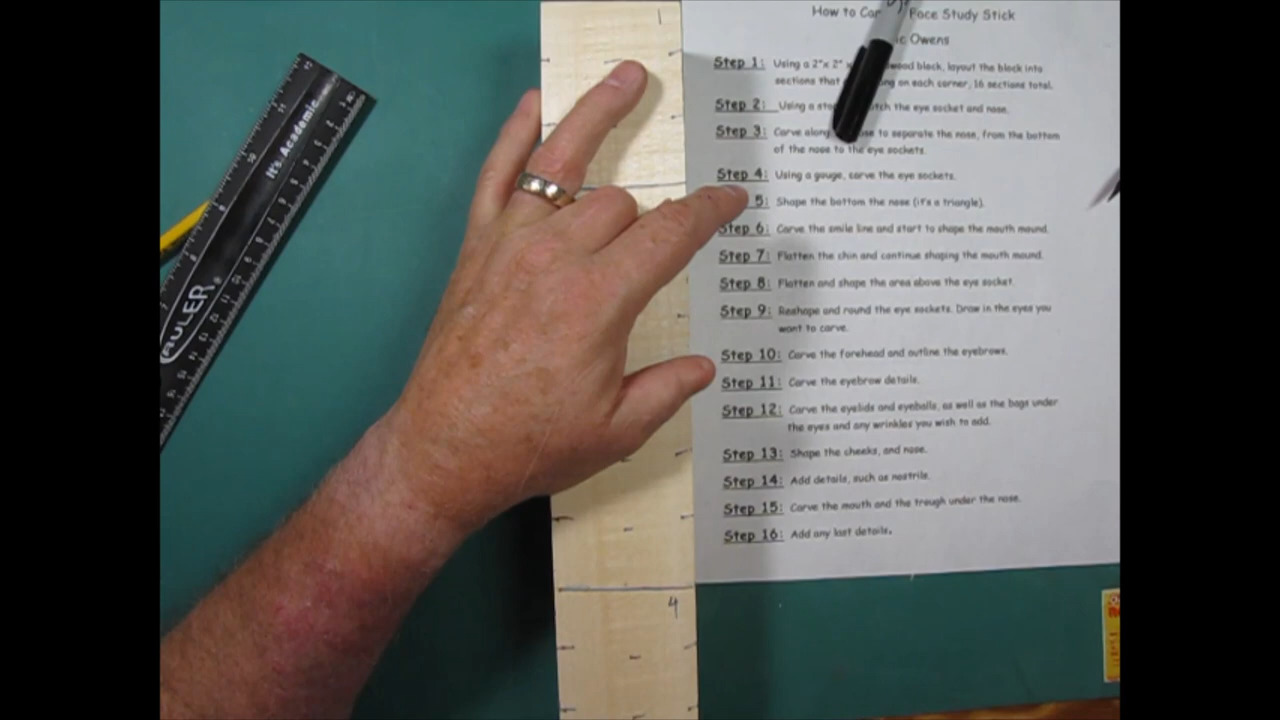 1
How to Face Study Stick
Owens
Step 1: Using a 2"x 2" block, layout the block into
sections that on each corner, 16 sections total.
Step 2: Using a the eye socket and nose.
Step 3: Carve along to separate the nose, from the bottom
of the nose to the eye sockets.
Step 4: Using a gouge, carve the eye sockets.
5: Shape the bottom the nose (it's a triangle).
Step 6: Carve the smile line and start to shape the mouth mound.
Step 7: Flatten the chin and continue shaping the mouth mound.
Step 8: Flatten and shape the area above the eye socket.
Step 9: Reshape and round the eye sockets. Draw in the eyes you
want to carve.
Step 10: Carve the forehead and outline the eyebrows.
Step 11: Carve the eyebrow details.
Step 12: Carve the eyelids and eyeballs, as well as the bags under
the eyes and any wrinkles you wish to add.
Step 13: Shape the cheeks, and nose.
Step 14: Add details, such as nostrils.
Step 15: Carve the mouth and the trough under the nose.
Step 16: Add any last details.
4
It's Academic
RULER